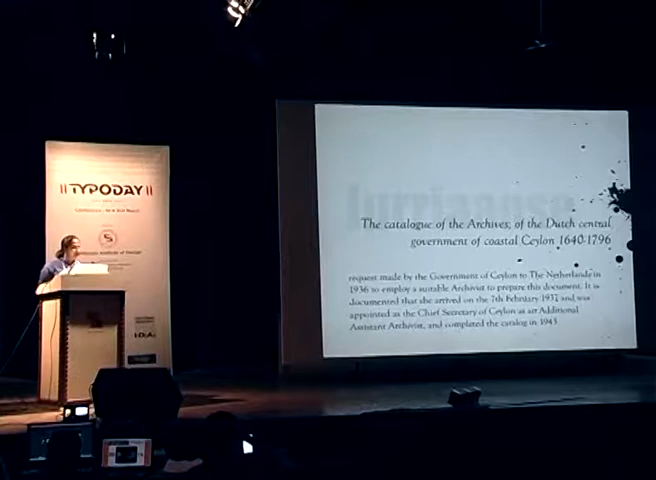 TYPODAY
The catalogue of the Archives, of the Dutch central
government of coastal Ceylon 1640-1796
request made by the Government of Ceylon to The Netherlands in
1936 to employ a suitable Archivist to prepare this document. It is
documented that she arrived on the 7th February 1937 and was
appointed as the Chief Secretary of Ceylon as an Additional
Assistant Archivist, and completed the catalog in 1943